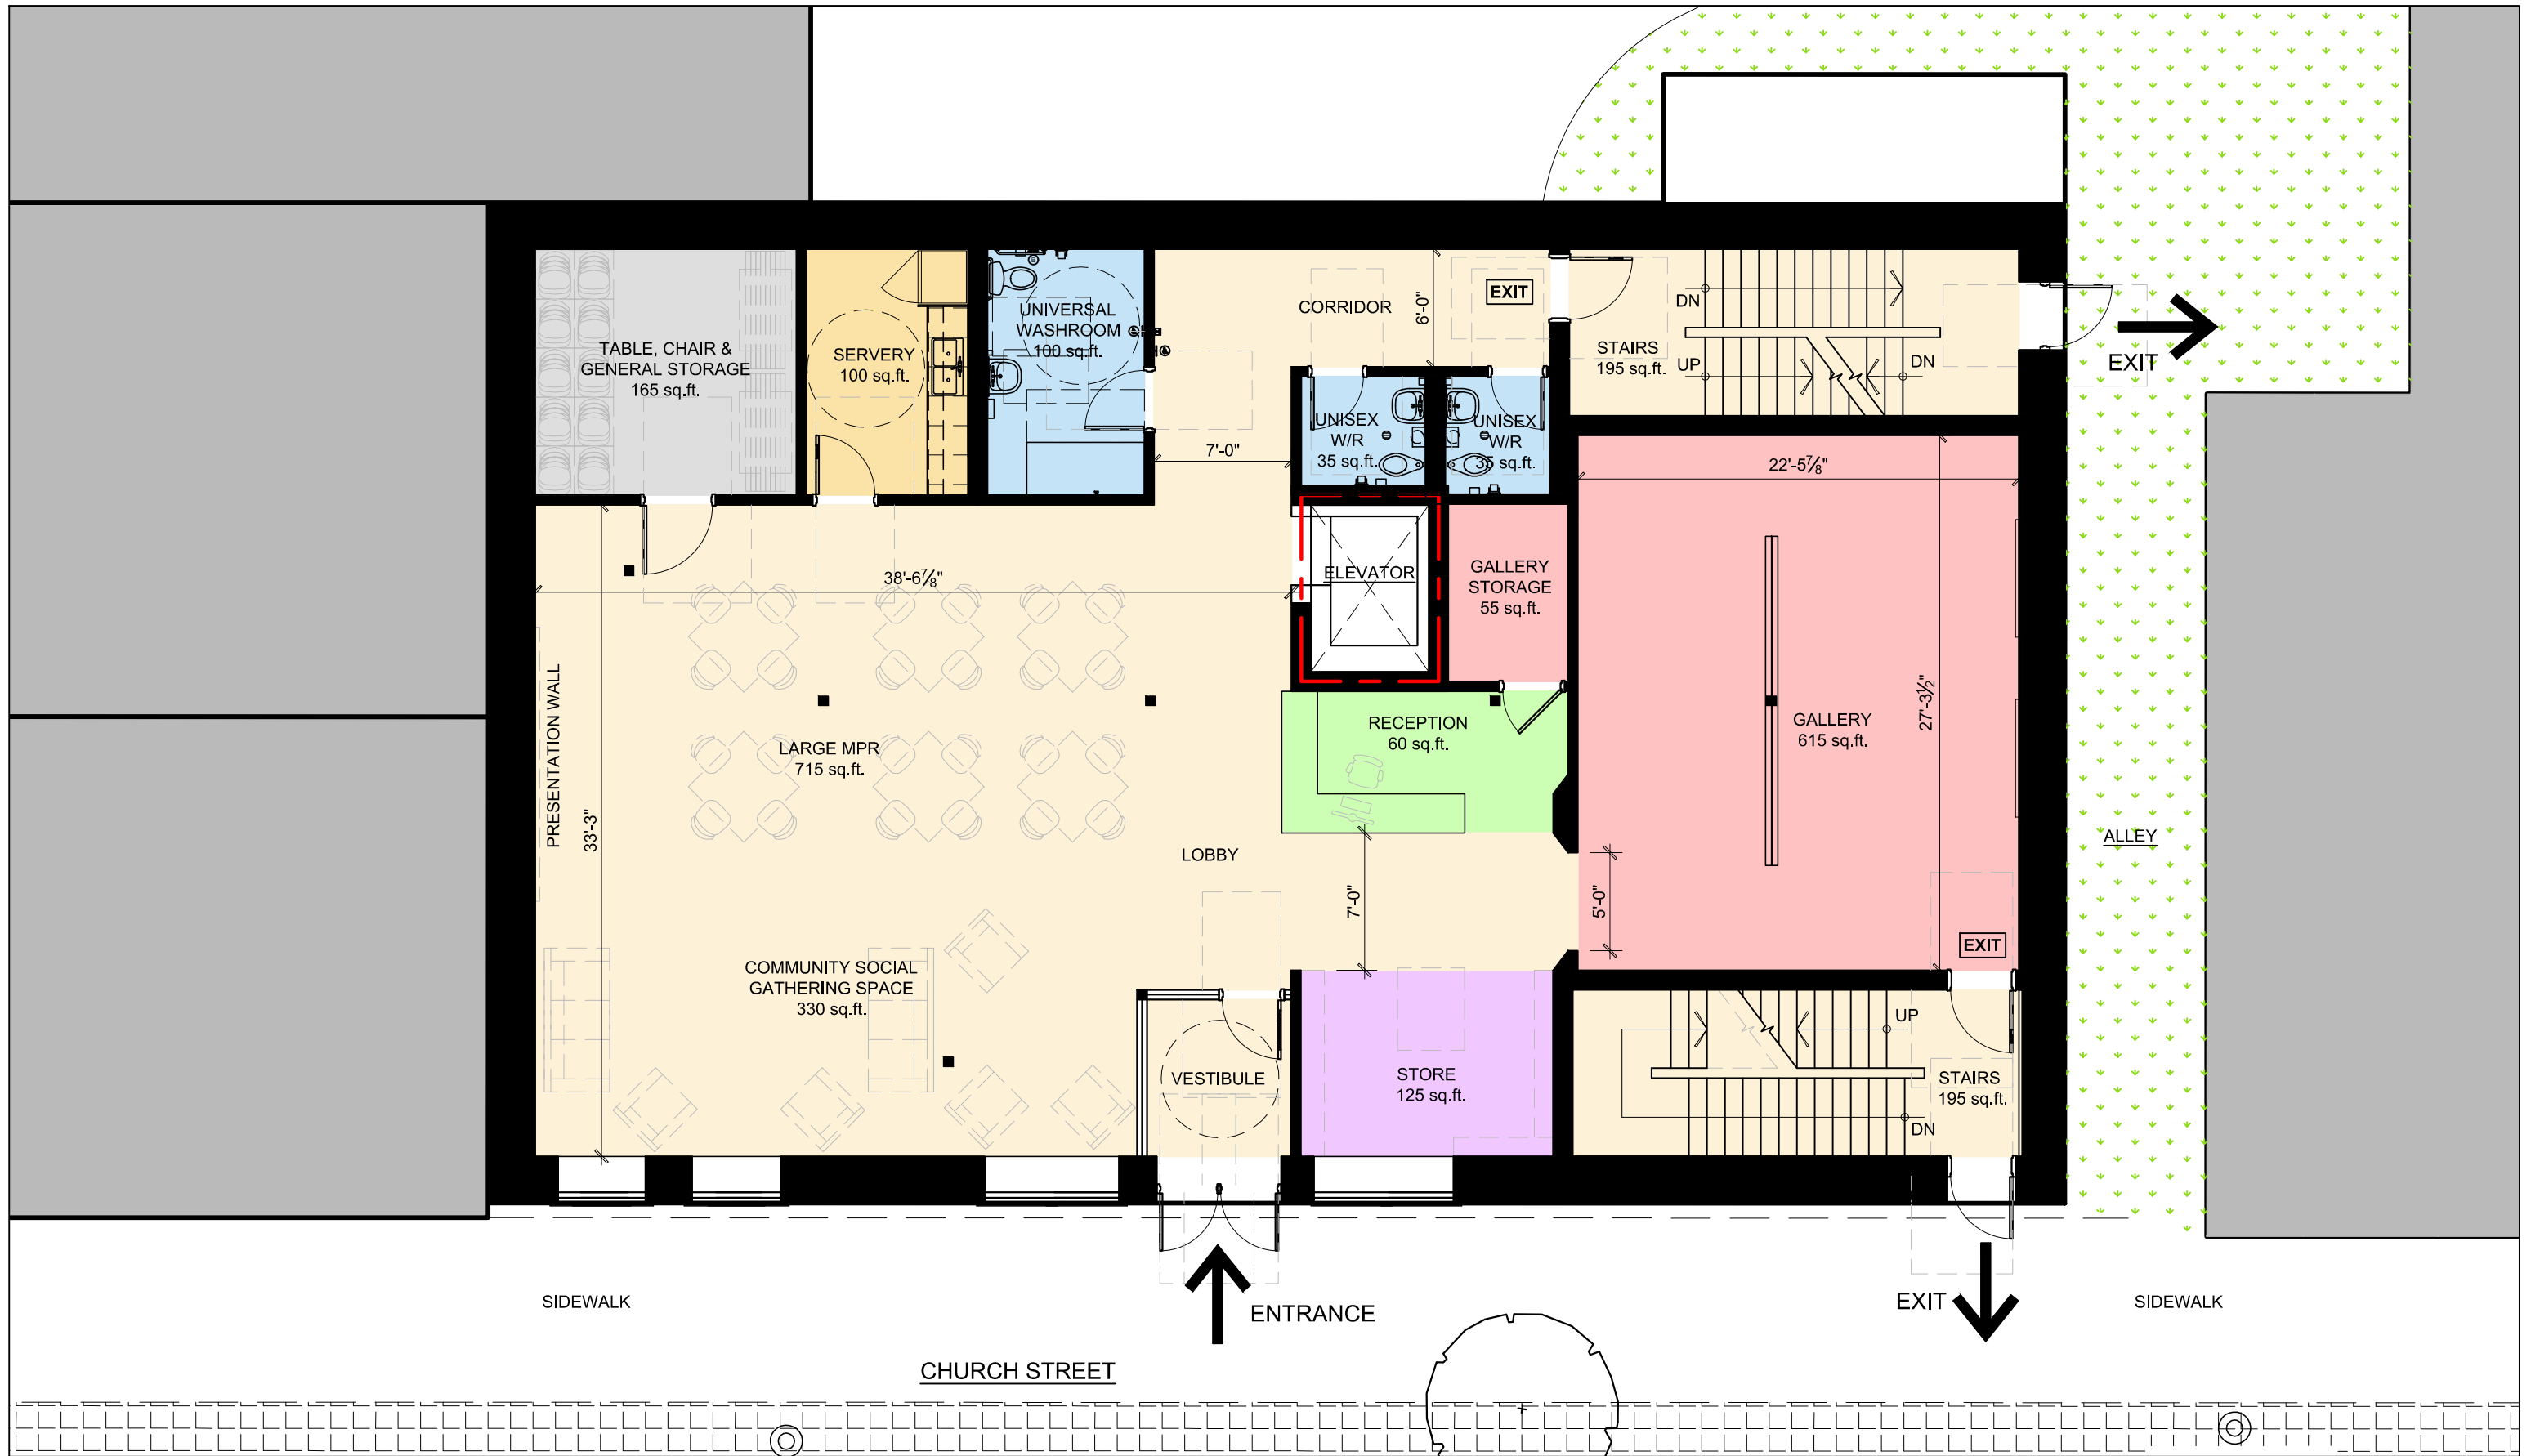 TABLE, CHAIR &
GENERAL STORAGE
165 sq.ft.
SERVERY
100 sq.ft.
UNIVERSAL
WASHROOM
100 sq.ft.
CORRIDOR
6'-0"
EXIT
STAIRS
195 sq.ft.
DN
UP
DN
EXIT
UNISEX
W/R
35 sq.ft.
UNISEX
W/R
35 sq.ft.
7'-0"
22'-5⅞"
38'-6⅞"
ELEVATOR
GALLERY
STORAGE
55 sq.ft.
PRESENTATION WALL
33'-3"
LARGE MPR
715 sq.ft.
RECEPTION
60 sq.ft.
GALLERY
615 sq.ft.
27'-3½"
ALLEY
LOBBY
7'-0"
5'-0"
EXIT
COMMUNITY SOCIAL
GATHERING SPACE
330 sq.ft.
VESTIBULE
STORE
125 sq.ft.
UP
STAIRS
195 sq.ft.
DN
SIDEWALK
ENTRANCE
EXIT
SIDEWALK
CHURCH STREET